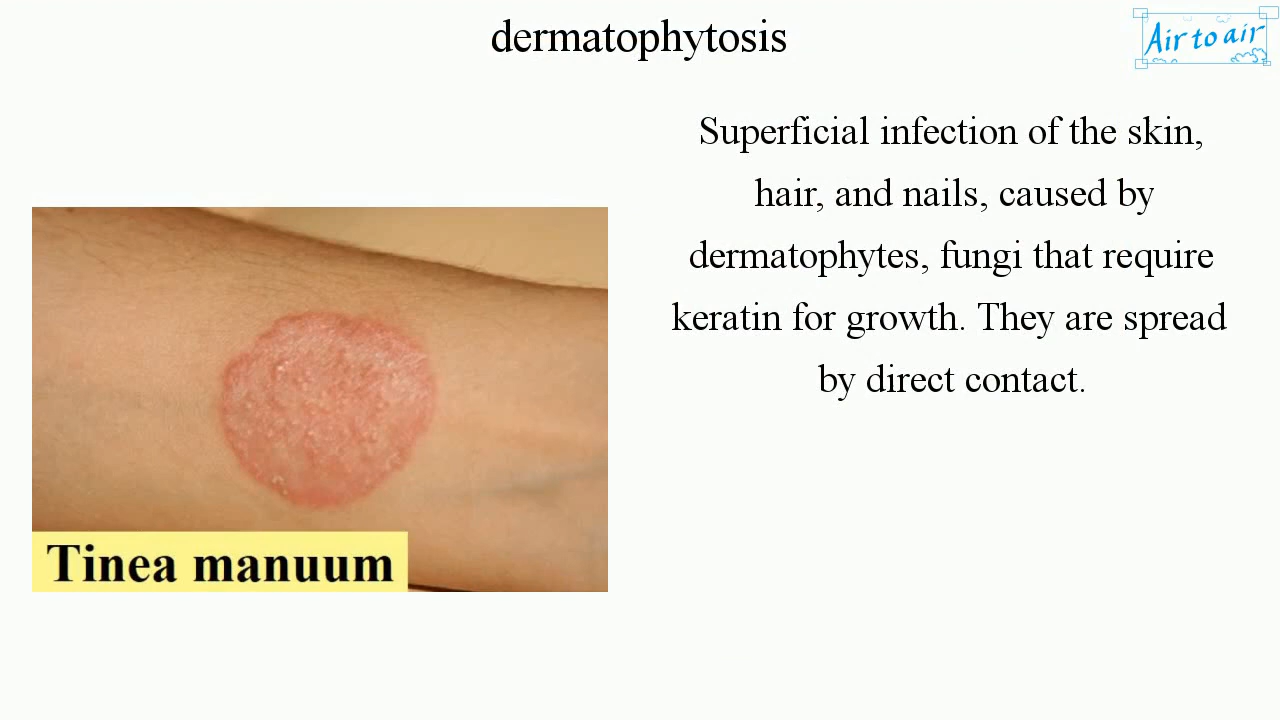 dermatophytosis
Air to air
Superficial infection of the skin,
hair, and nails, caused by
dermatophytes, fungi that require
keratin for growth. They are spread
by direct contact.
Tinea manuum